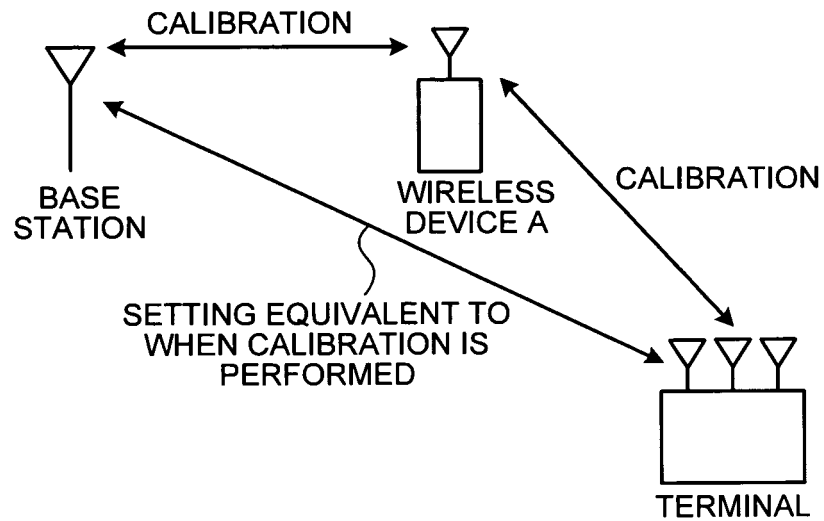 CALIBRATION
BASE
STATION
WIRELESS
DEVICE A
CALIBRATION
SETTING EQUIVALENT TO
WHEN CALIBRATION IS
PERFORMED
TERMINAL